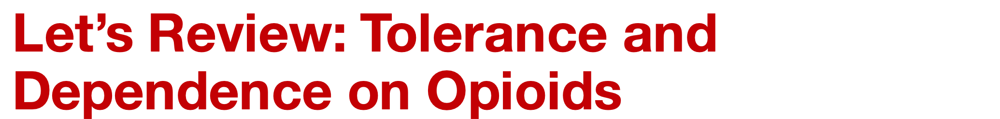 Let’s Review: Tolerance and
Dependence on Opioids